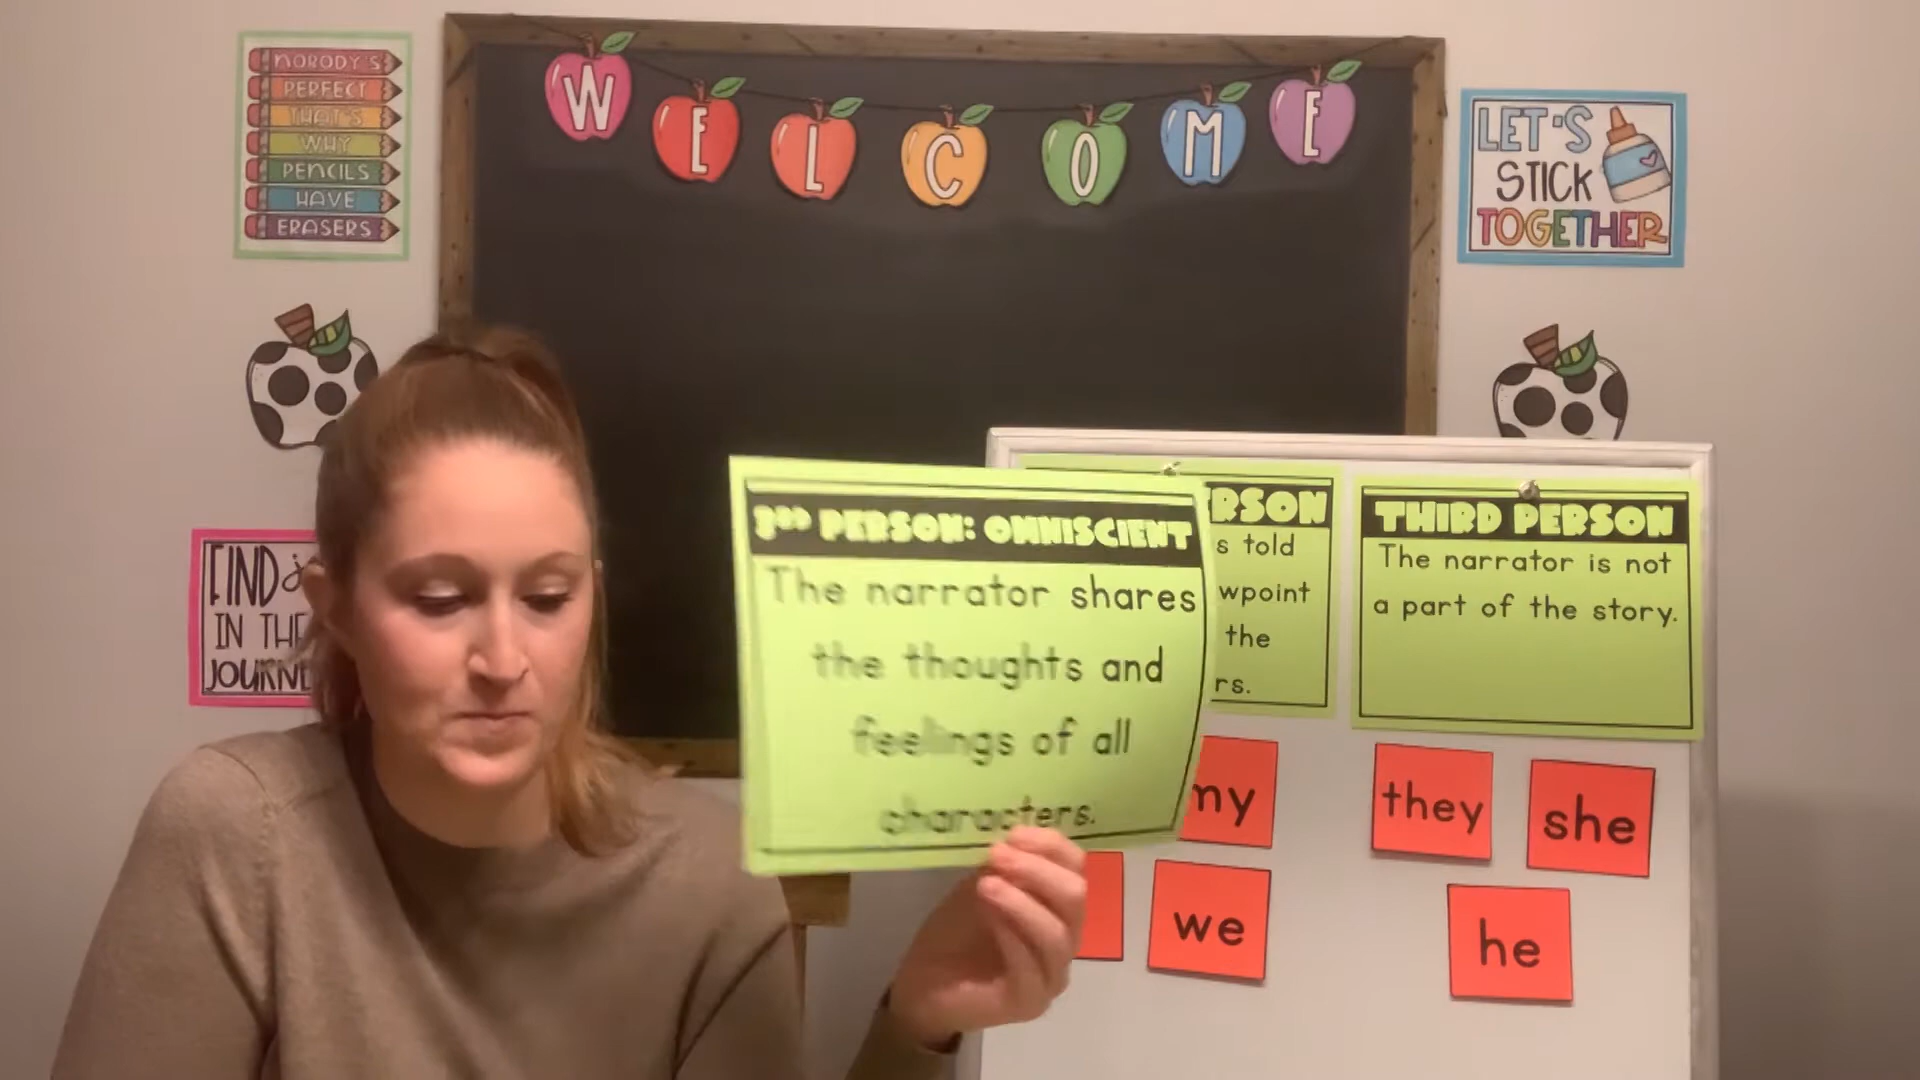 NOBODY'S
PERFECT
THAT'S
WHY
PENCIL'S
HAVE
ERASERS
WELCOME
LET'S
STICK
TOGETHER
FIND
IN THE
JOURNE
3RD PERSON: OMNISCIENT
The narrator shares
the thoughts and
feelings of all
characters.
RSON
s told
wpoint
the
rs.
THIRD PERSON
The narrator is not
a part of the story.
my
we
they
she
he